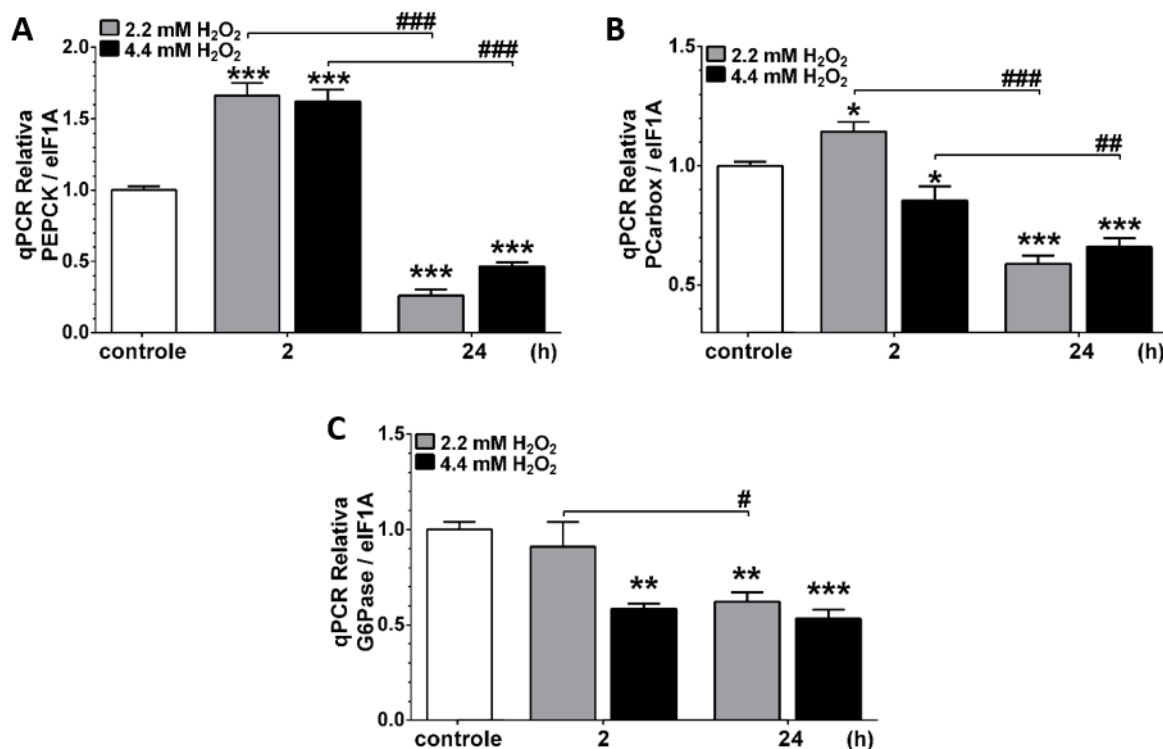 A
2.2 mM H₂O₂
4.4 mM H₂O₂
###
###
***
***
***
***
qPCR Relativa
PEPCK / eIF1A
2.0
1.5
1.0
0.5
0.0
controle
2
24
(h)
B
2.2 mM H₂O₂
4.4 mM H₂O₂
###
##
*
*
***
***
qPCR Relativa
PCarbox / eIF1A
1.5
1.0
0.5
controle
2
24
(h)
C
2.2 mM H₂O₂
4.4 mM H₂O₂
#
**
**
***
qPCR Relativa
G6Pase / eIF1A
1.5
1.0
0.5
0.0
controle
2
24
(h)